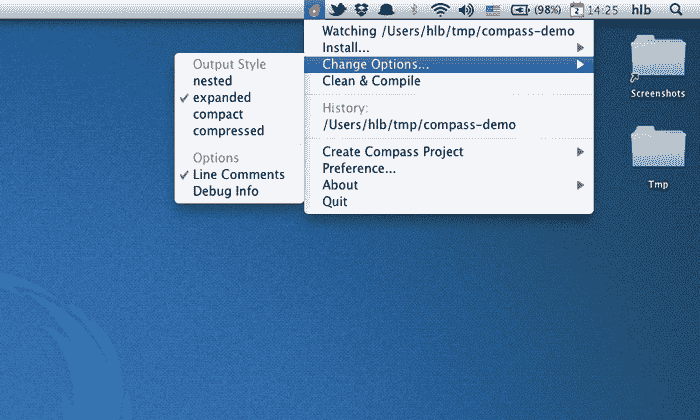 (98%) 2 14:25 hlb
Watching /Users/hlb/tmp/compass-demo
Install...
Change Options...
Clean & Compile
History:
/Users/hlb/tmp/compass-demo
Create Compass Project
Preference...
About
Quit
Output Style
nested
expanded
compact
compressed
Options
Line Comments
Debug Info
Screenshots
Tmp